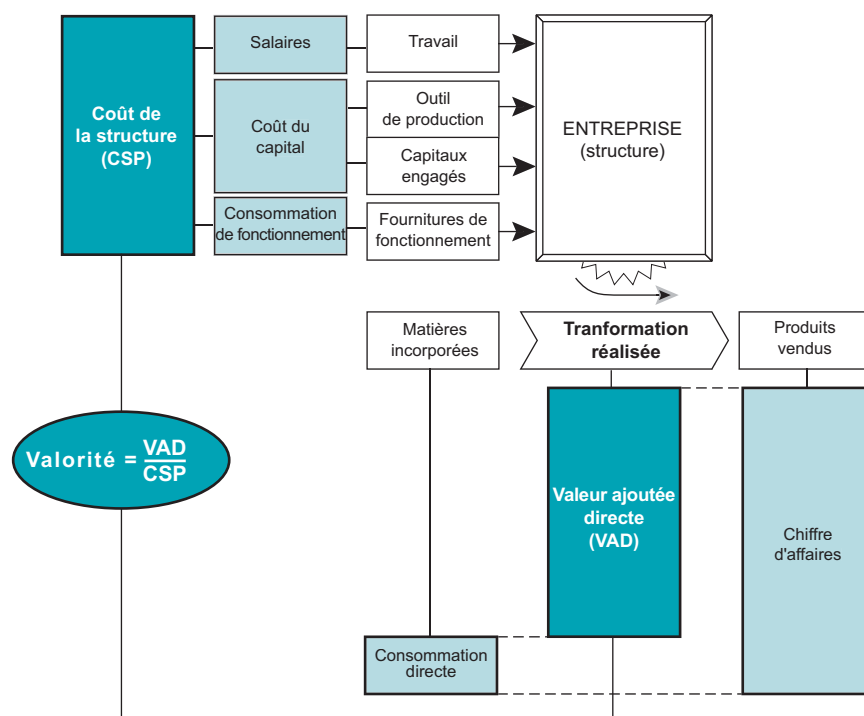 Coût de
la structure
(CSP)
Salaires
Travail
Coût du
capital
Outil
de production
Capitaux
engagés
Consommation
de fonctionnement
Fournitures de
fonctionnement
ENTREPRISE
(structure)
Matières
incorporées
Tranformation
réalisée
Produits
vendus
Valorité = VAD
CSP
Valeur ajoutée
directe
(VAD)
Chiffre
d'affaires
Consommation
directe